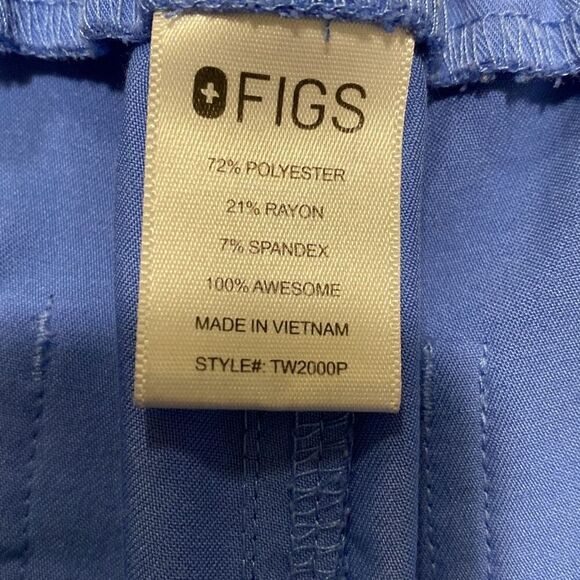 FIGS
72% POLYESTER
21% RAYON
7% SPANDEX
100% AWESOME
MADE IN VIETNAM
STYLE#: TW2000P